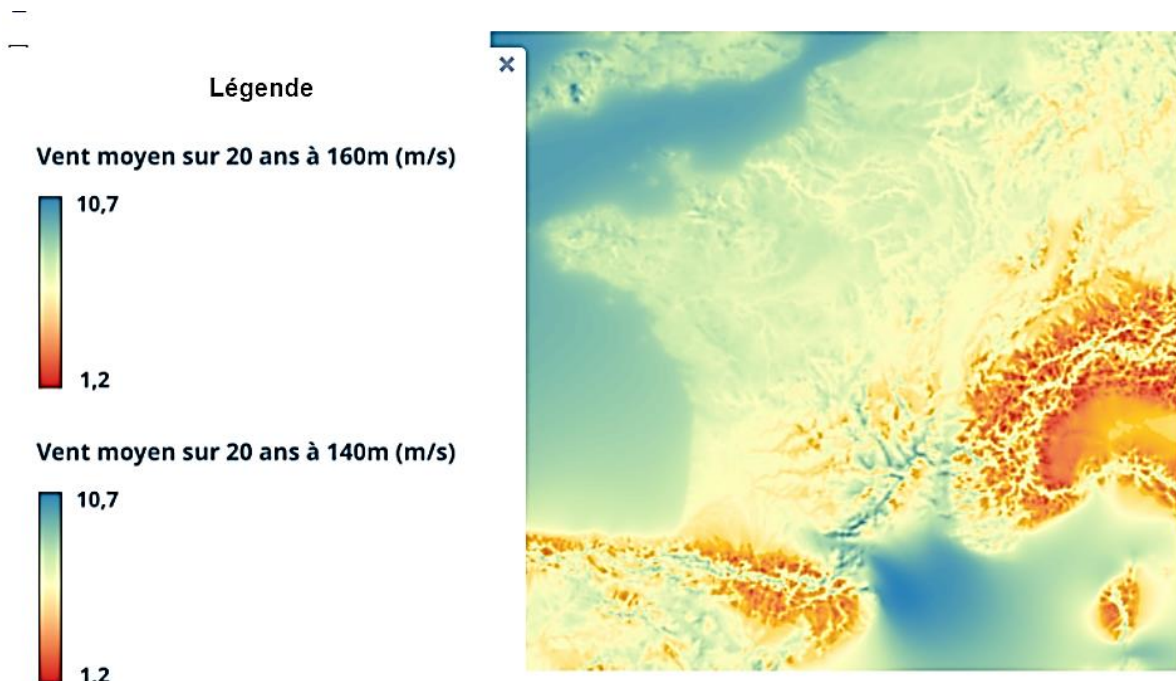 Légende
Vent moyen sur 20 ans à 160m (m/s)
10,7
1,2
Vent moyen sur 20 ans à 140m (m/s)
10,7
1,2